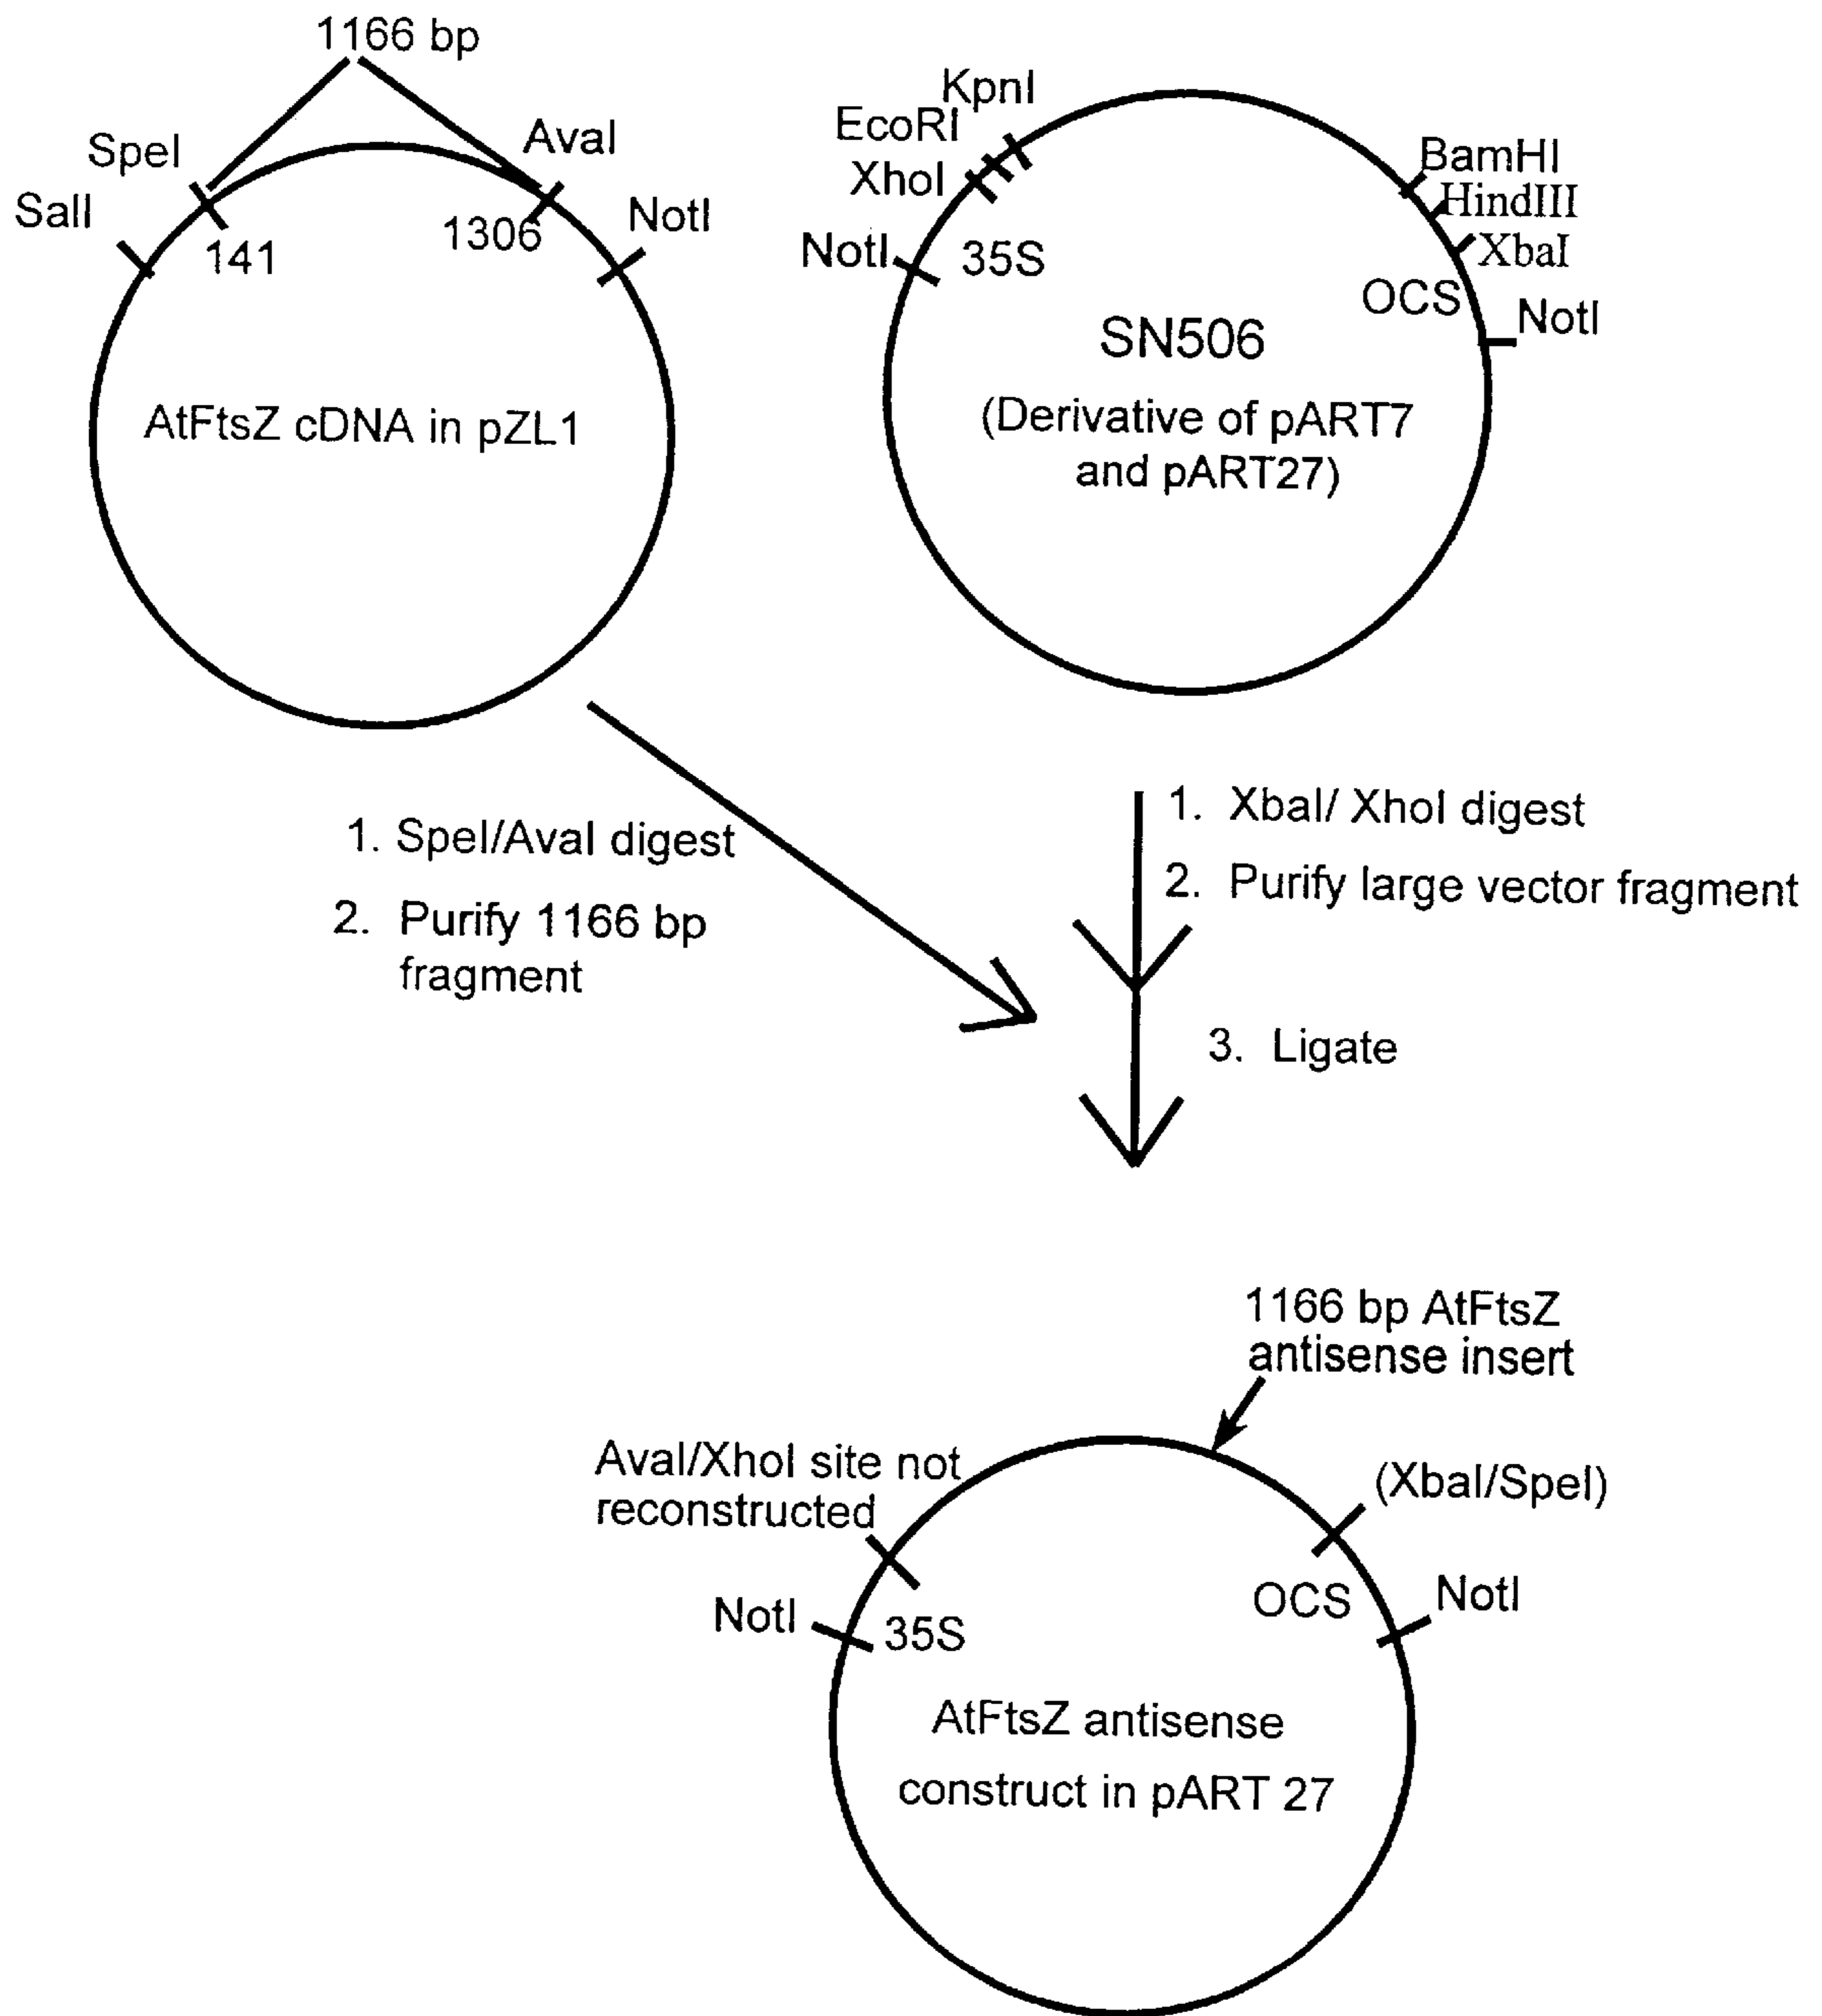 1166 bp
SpeI
AvaI
SalI
NotI
141
1306
AtFtsZ cDNA in pZL1
KpnI
EcoRI
XhoI
NotI
35S
BamHI
HindIII
XbaI
OCS
NotI
SN506
(Derivative of pART7
and pART27)
1. SpeI/AvaI digest
2. Purify 1166 bp
fragment
1. XbaI/ XhoI digest
2. Purify large vector fragment
3. Ligate
1166 bp AtFtsZ
antisense insert
AvaI/XhoI site not
reconstructed
(XbaI/SpeI)
NotI
35S
OCS
NotI
AtFtsZ antisense
construct in pART 27